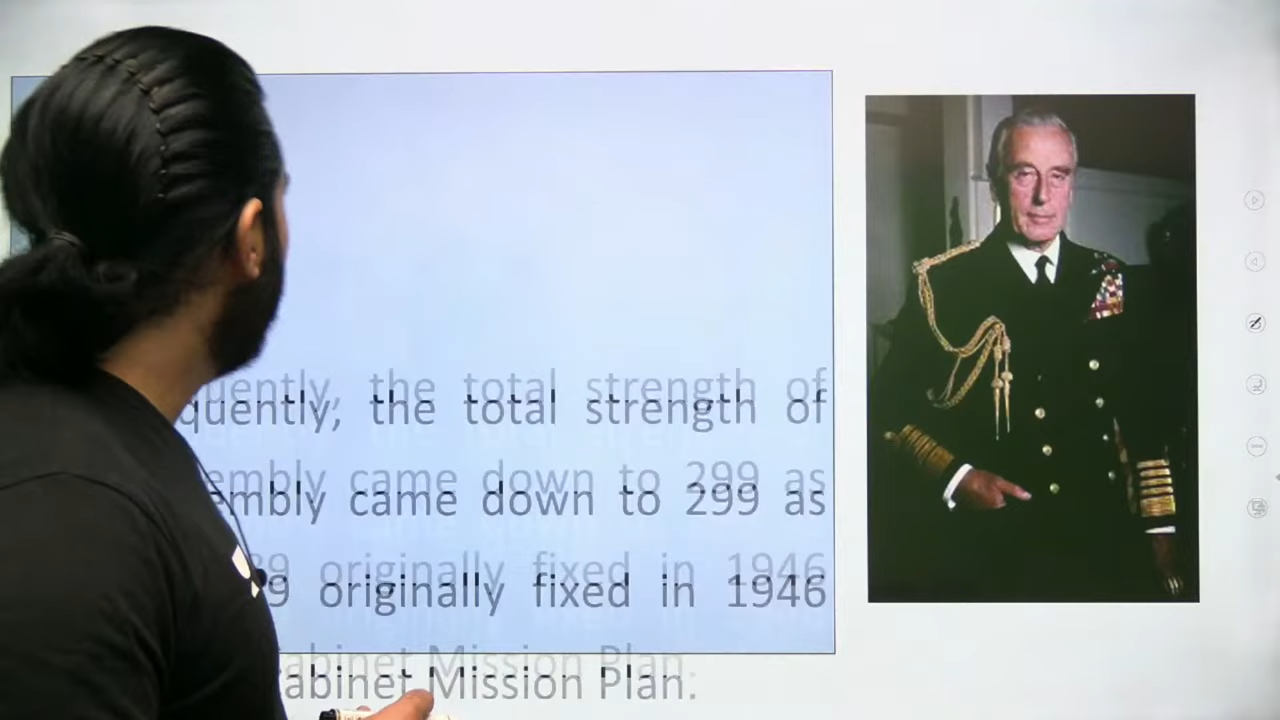 quently, the total strength of
embly came down to 299 as
9 originally fixed in 1946
abinet Mission Plan.